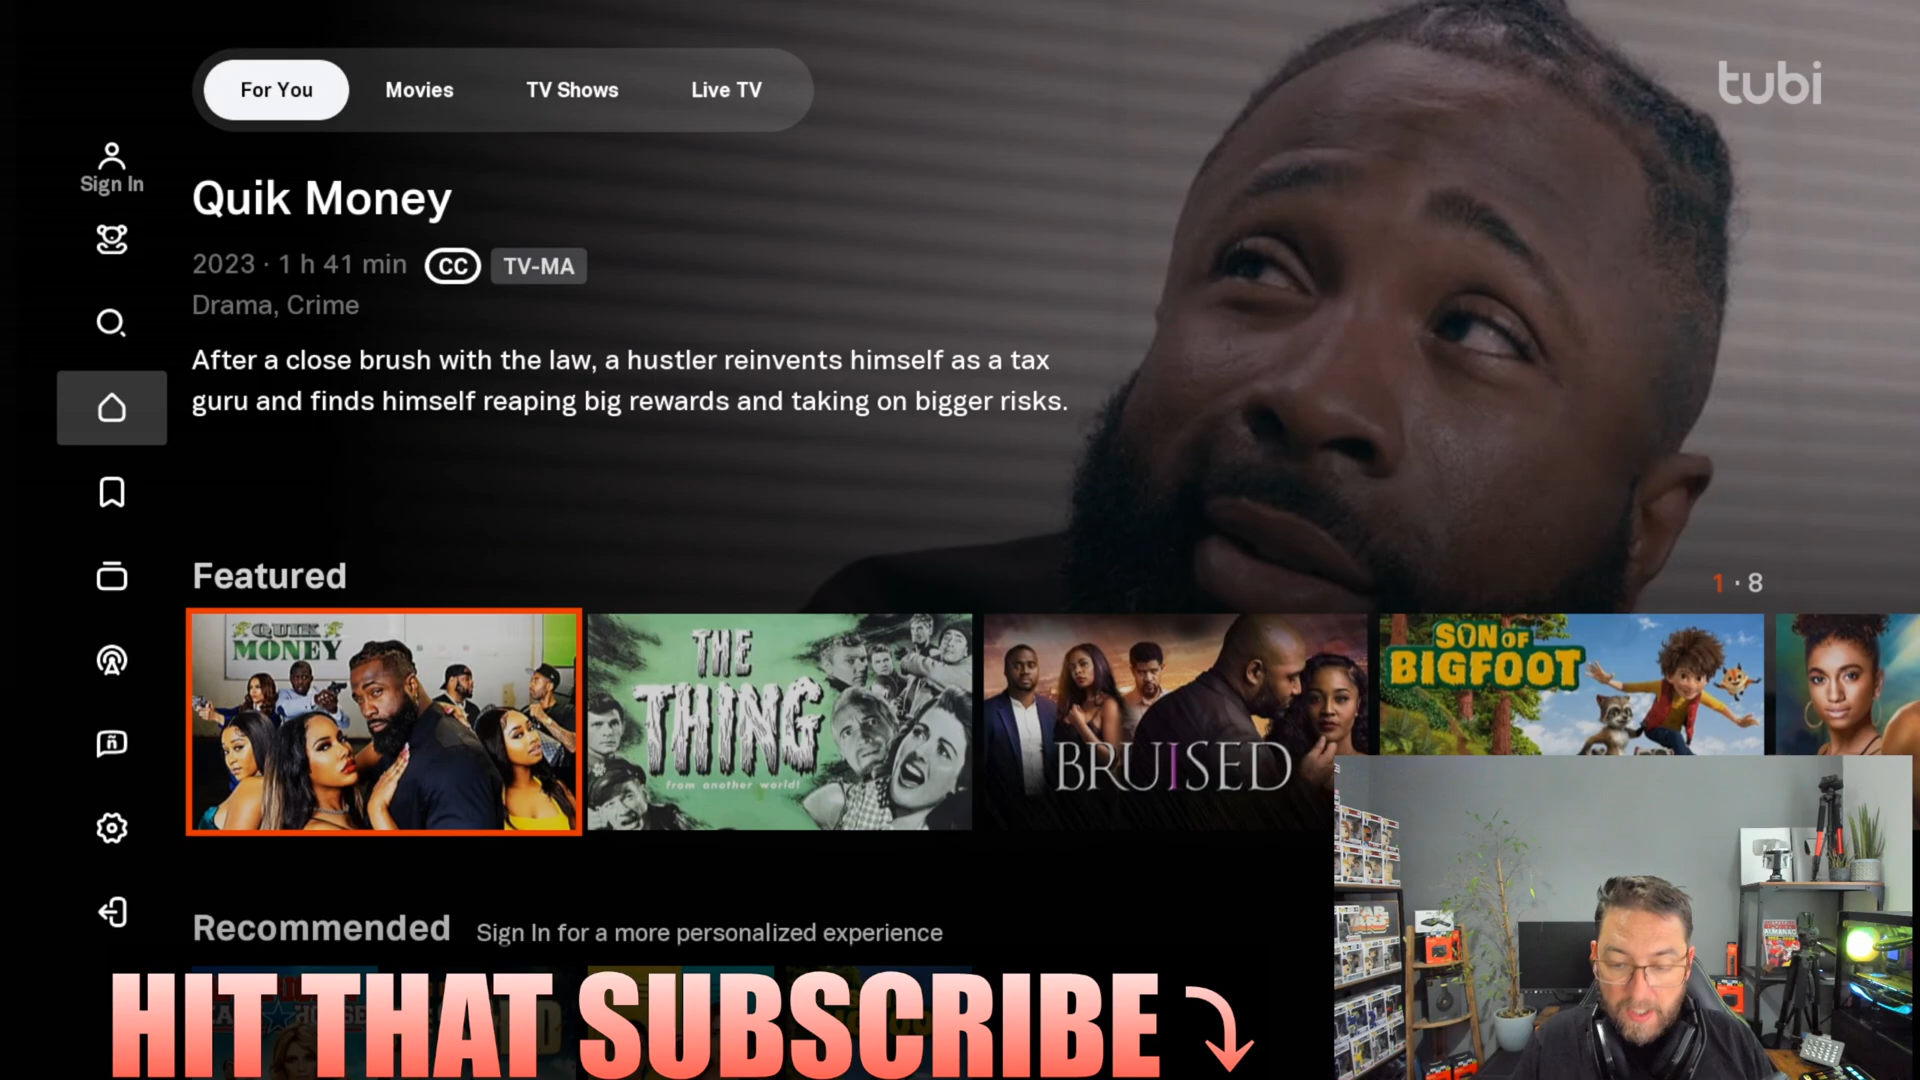 For You
Movies
TV Shows
Live TV
tubi
Sign In
Quik Money
2023 · 1 h 41 min
CC
TV-MA
Drama, Crime
After a close brush with the law, a hustler reinvents himself as a tax
guru and finds himself reaping big rewards and taking on bigger risks.
Featured
1 · 8
QUIK
MONEY
THE
THING
from another world!
BRUISED
SON OF
BIGFOOT
ñ
Recommended
Sign In for a more personalized experience
HIT THAT SUBSCRIBE